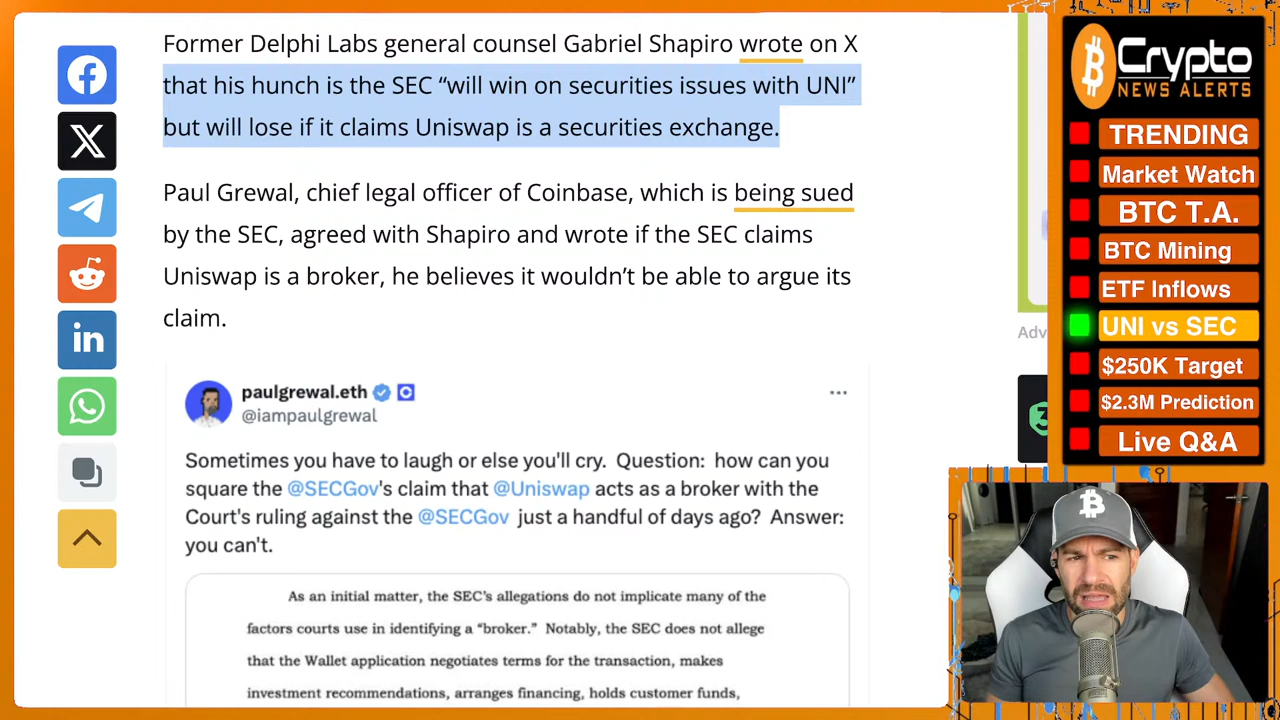 Former Delphi Labs general counsel Gabriel Shapiro wrote on X
that his hunch is the SEC “will win on securities issues with UNI”
but will lose if it claims Uniswap is a securities exchange.
Paul Grewal, chief legal officer of Coinbase, which is being sued
by the SEC, agreed with Shapiro and wrote if the SEC claims
Uniswap is a broker, he believes it wouldn’t be able to argue its
claim.
paulgrewal.eth
@iampaulgrewal
Sometimes you have to laugh or else you'll cry. Question: how can you
square the @SECGov's claim that @Uniswap acts as a broker with the
Court's ruling against the @SECGov just a handful of days ago? Answer:
you can't.
As an initial matter, the SEC's allegations do not implicate many of the
factors courts use in identifying a “broker.” Notably, the SEC does not allege
that the Wallet application negotiates terms for the transaction, makes
investment recommendations, arranges financing, holds customer funds,
Adv
Crypto
NEWS ALERTS
TRENDING
Market Watch
BTC T.A.
BTC Mining
ETF Inflows
UNI vs SEC
$250K Target
$2.3M Prediction
Live Q&A